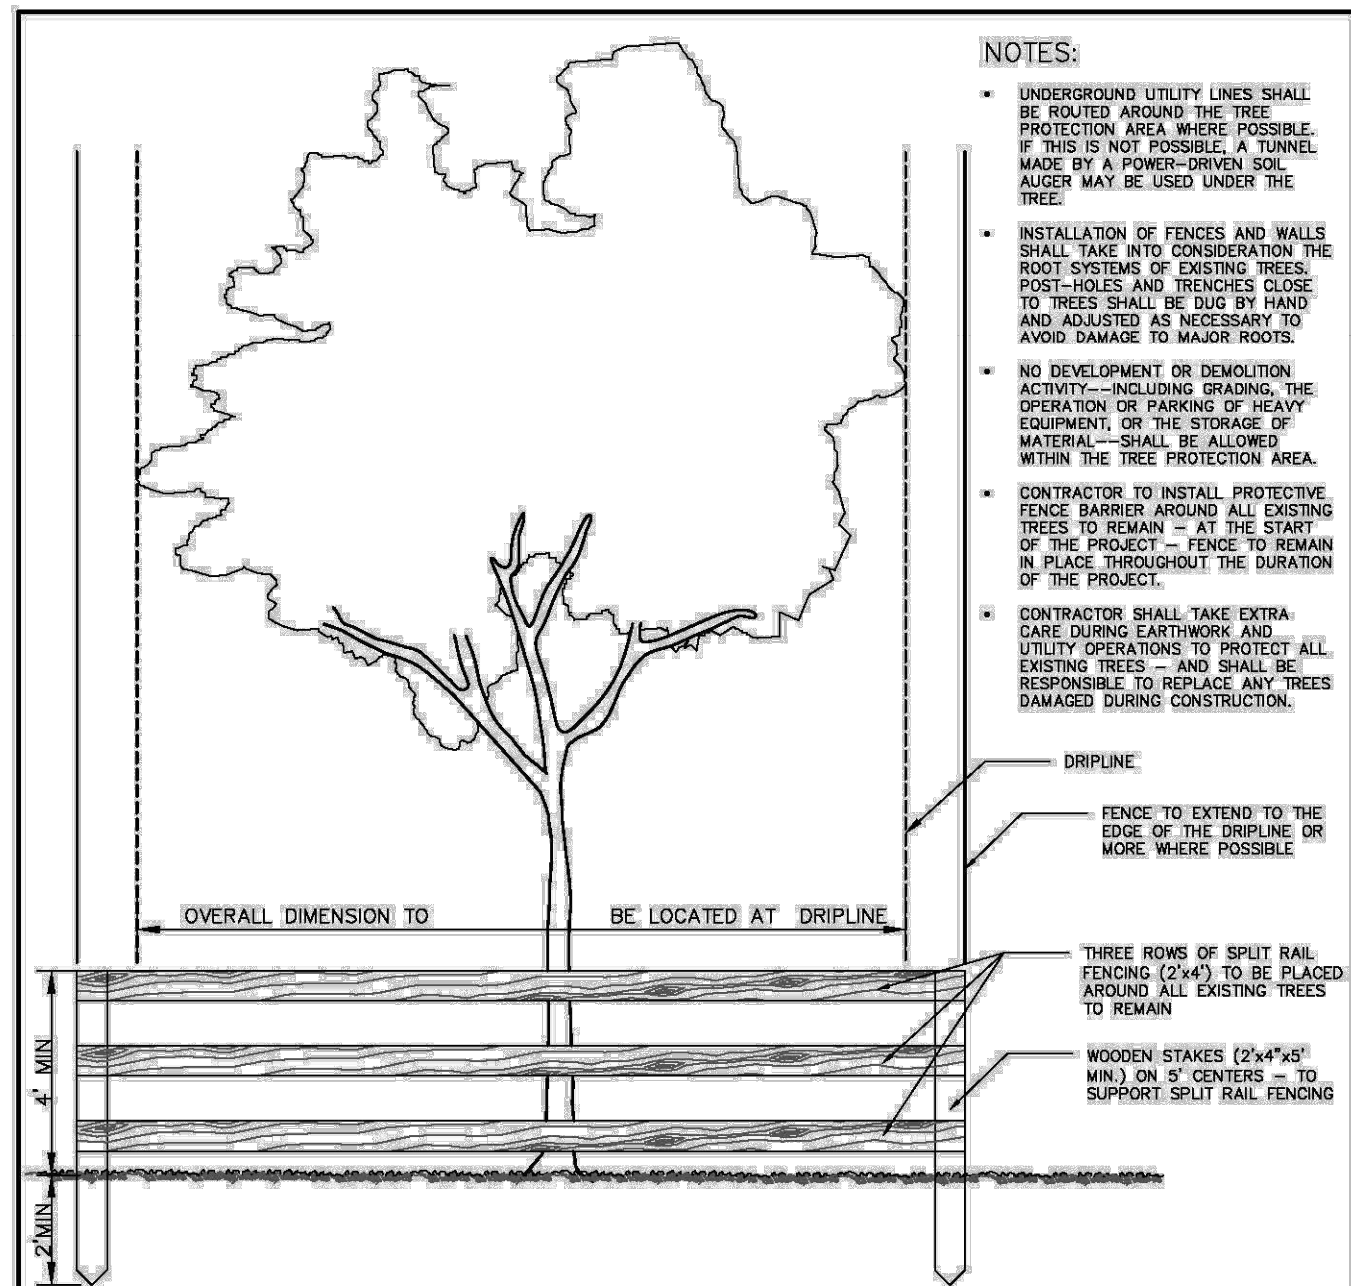 NOTES:
• UNDERGROUND UTILITY LINES SHALL
BE ROUTED AROUND THE TREE
PROTECTION AREA WHERE POSSIBLE.
IF THIS IS NOT POSSIBLE, A TUNNEL
MADE BY A POWER-DRIVEN SOIL
AUGER MAY BE USED UNDER THE
TREE.
• INSTALLATION OF FENCES AND WALLS
SHALL TAKE INTO CONSIDERATION THE
ROOT SYSTEMS OF EXISTING TREES.
POST-HOLES AND TRENCHES CLOSE
TO TREES SHALL BE DUG BY HAND
AND ADJUSTED AS NECESSARY TO
AVOID DAMAGE TO MAJOR ROOTS.
• NO DEVELOPMENT OR DEMOLITION
ACTIVITY--INCLUDING GRADING, THE
OPERATION OR PARKING OF HEAVY
EQUIPMENT, OR THE STORAGE OF
MATERIAL--SHALL BE ALLOWED
WITHIN THE TREE PROTECTION AREA.
• CONTRACTOR TO INSTALL PROTECTIVE
FENCE BARRIER AROUND ALL EXISTING
TREES TO REMAIN - AT THE START
OF THE PROJECT - FENCE TO REMAIN
IN PLACE THROUGHOUT THE DURATION
OF THE PROJECT.
• CONTRACTOR SHALL TAKE EXTRA
CARE DURING EARTHWORK AND
UTILITY OPERATIONS TO PROTECT ALL
EXISTING TREES - AND SHALL BE
RESPONSIBLE TO REPLACE ANY TREES
DAMAGED DURING CONSTRUCTION.
DRIPLINE
FENCE TO EXTEND TO THE
EDGE OF THE DRIPLINE OR
MORE WHERE POSSIBLE
OVERALL DIMENSION TO BE LOCATED AT DRIPLINE
THREE ROWS OF SPLIT RAIL
FENCING (2'x4') TO BE PLACED
AROUND ALL EXISTING TREES
TO REMAIN
WOODEN STAKES (2'x4"x5'
MIN.) ON 5' CENTERS - TO
SUPPORT SPLIT RAIL FENCING
4' MIN
2'MIN